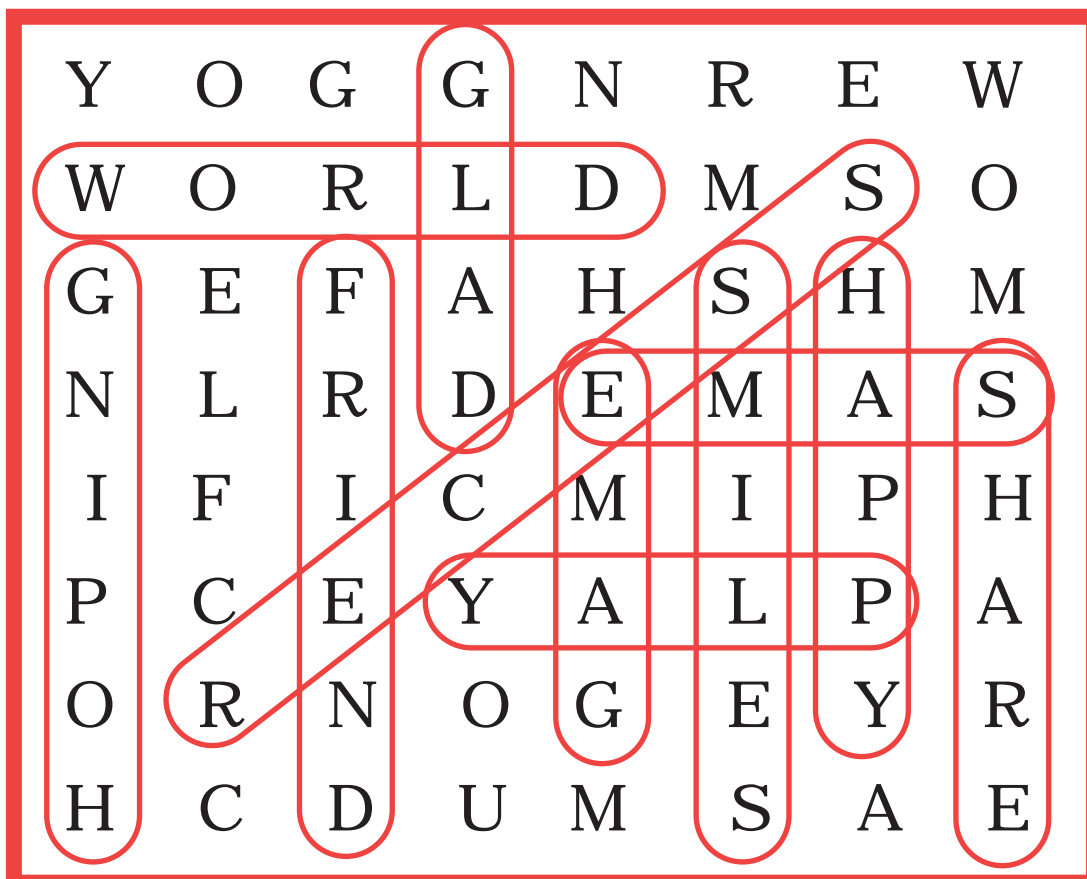 Y O G G N R E W
W O R L D M S O
G E F A H S H M
N L R D E M A S
I F I C M I P H
P C E Y A L P A
O R N O G E Y R
H C D U M S A E